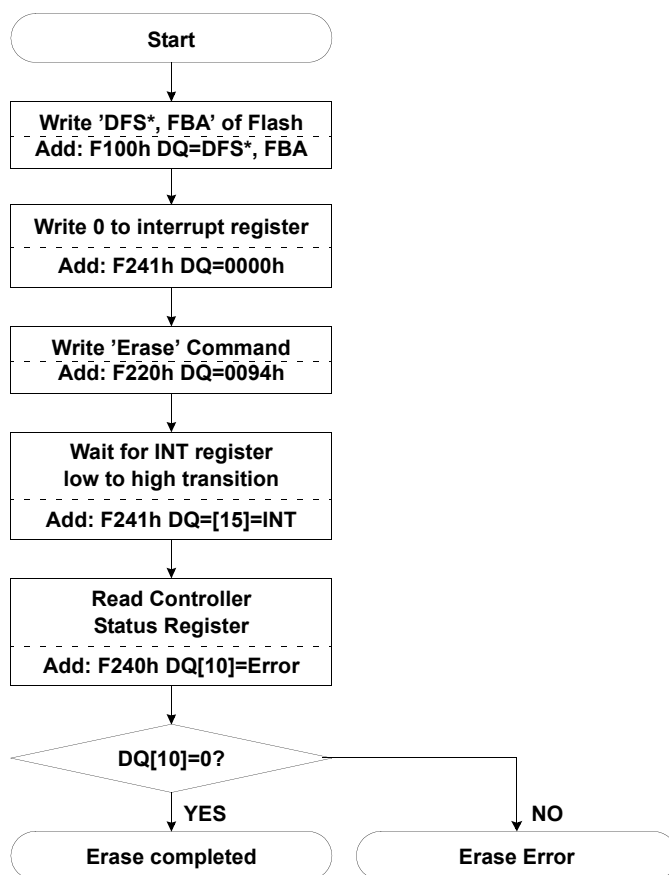 Start
Write ’DFS*, FBA’ of Flash
Add: F100h DQ=DFS*, FBA
Write 0 to interrupt register
Add: F241h DQ=0000h
Write ’Erase’ Command
Add: F220h DQ=0094h
Wait for INT register
low to high transition
Add: F241h DQ=[15]=INT
Read Controller
Status Register
Add: F240h DQ[10]=Error
DQ[10]=0?
YES
NO
Erase completed
Erase Error